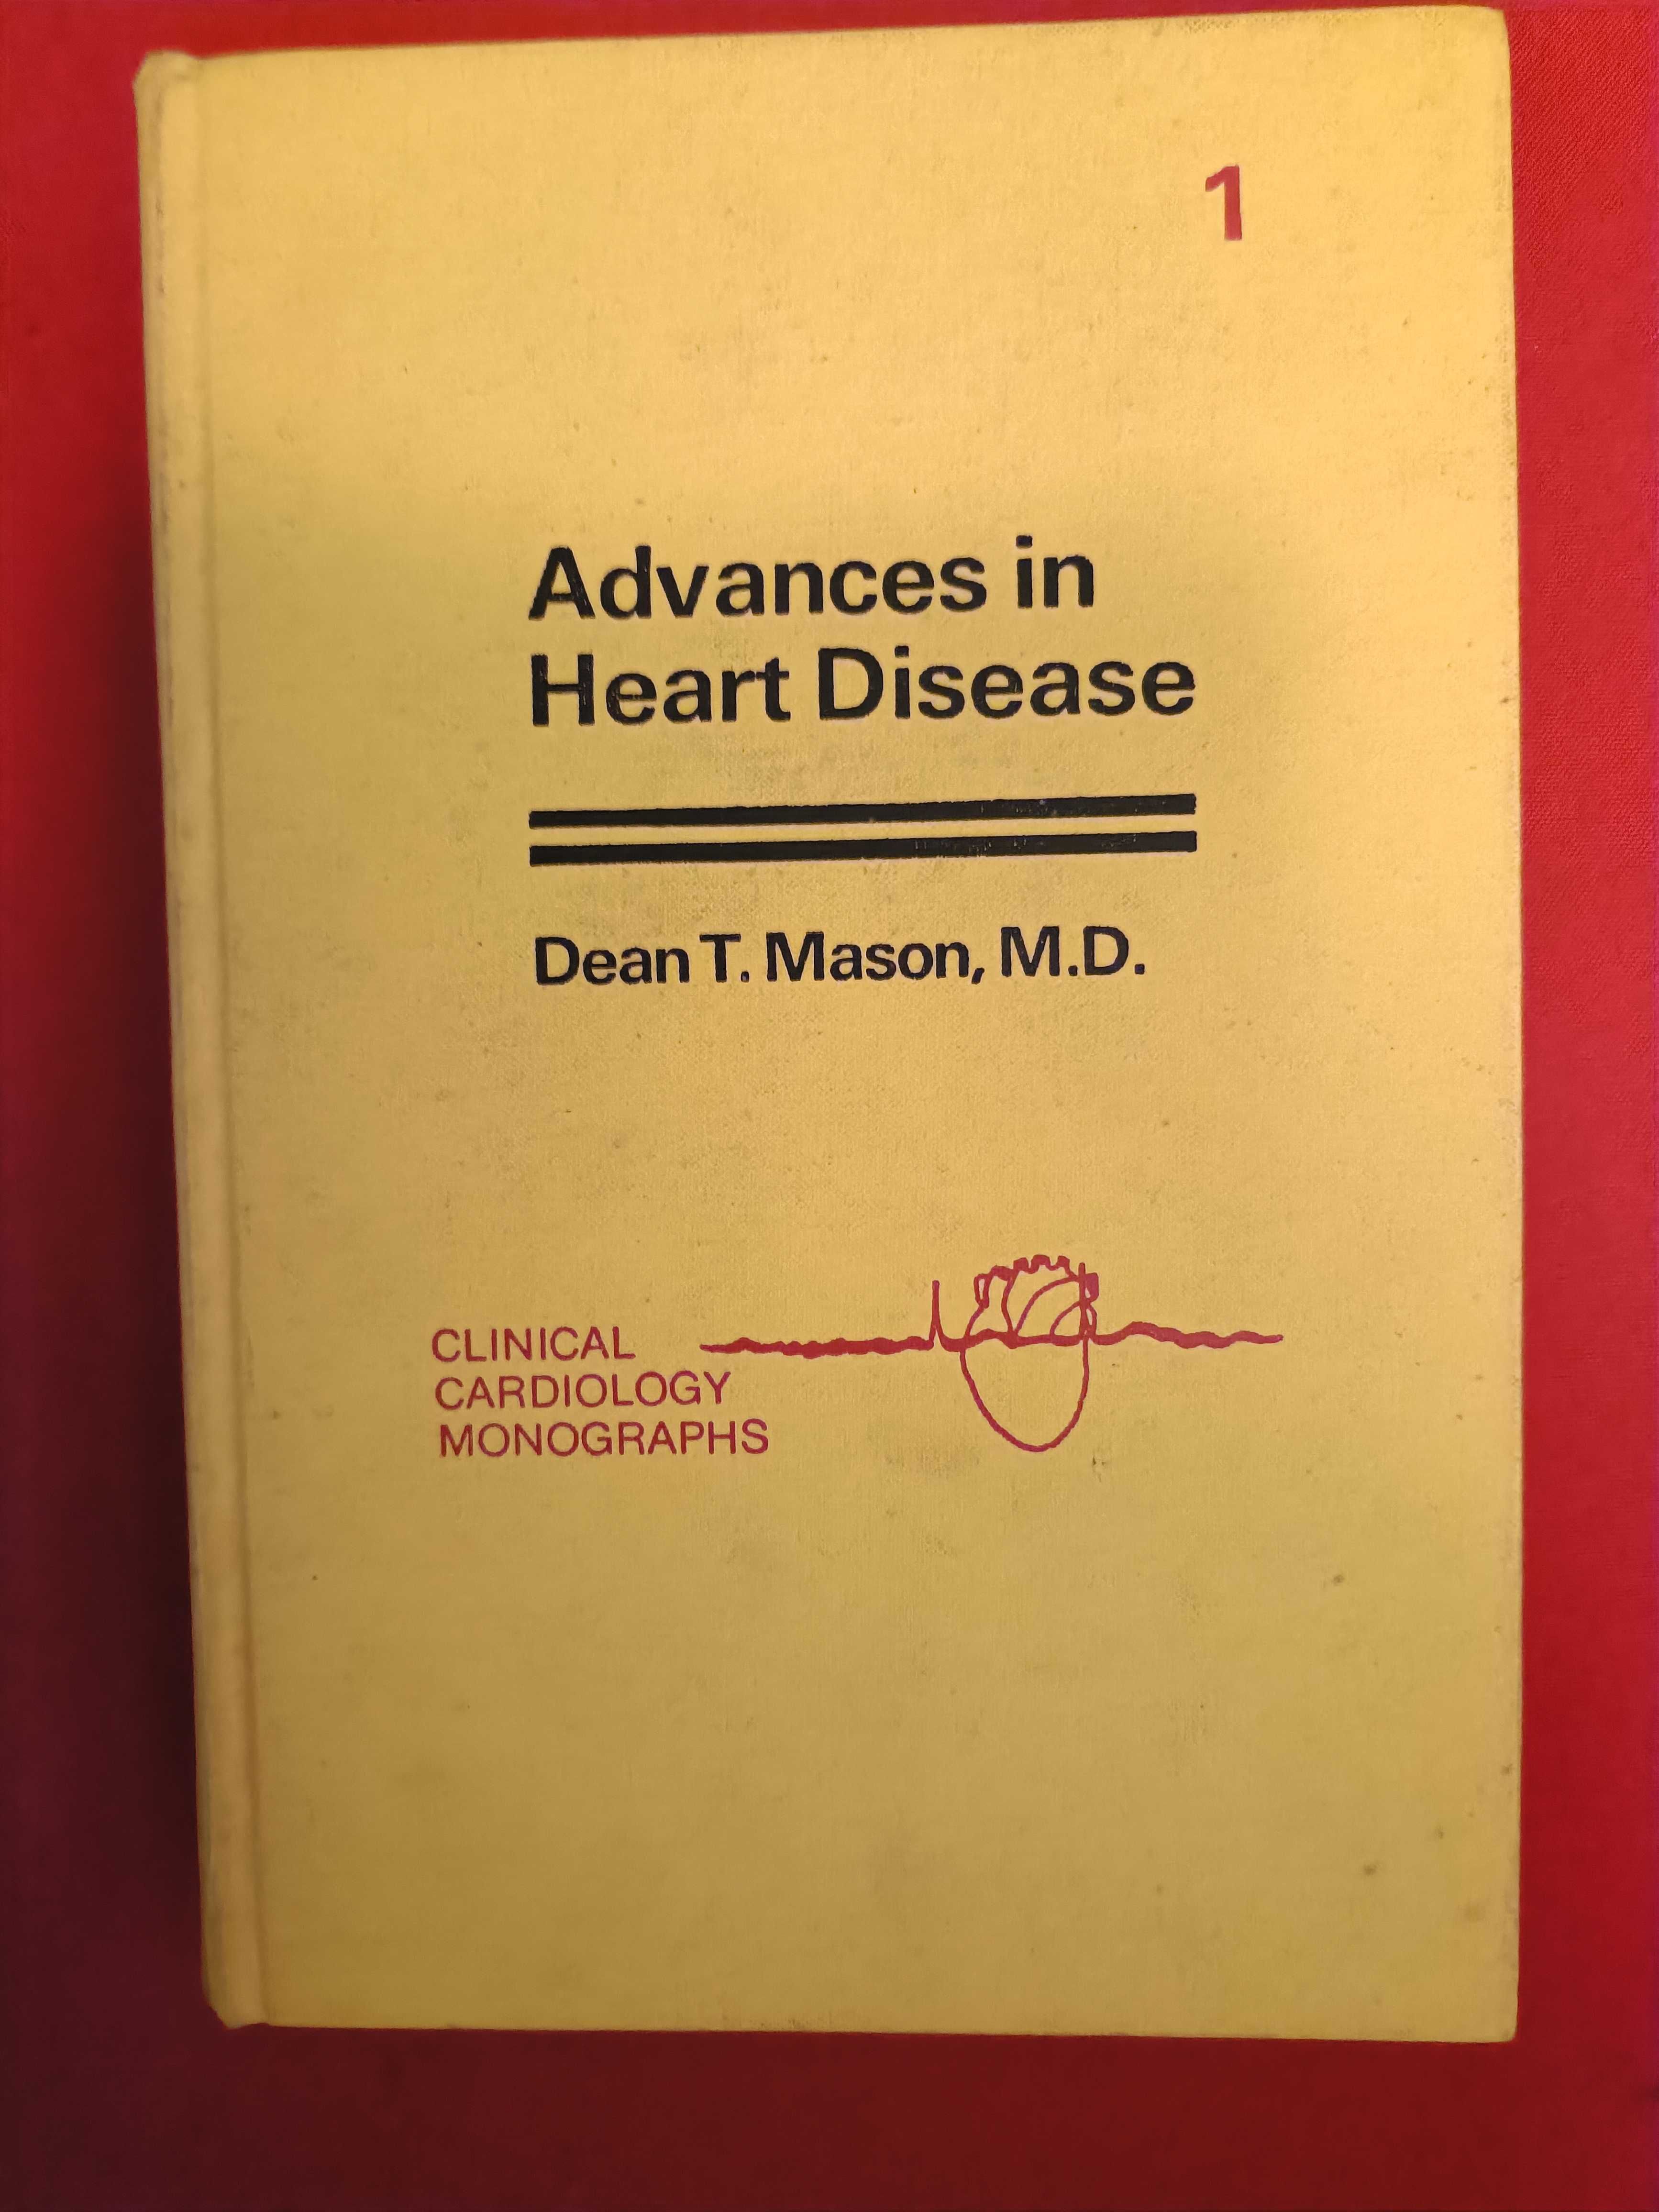 1
Advances in
Heart Disease
Dean T. Mason, M.D.
CLINICAL
CARDIOLOGY
MONOGRAPHS